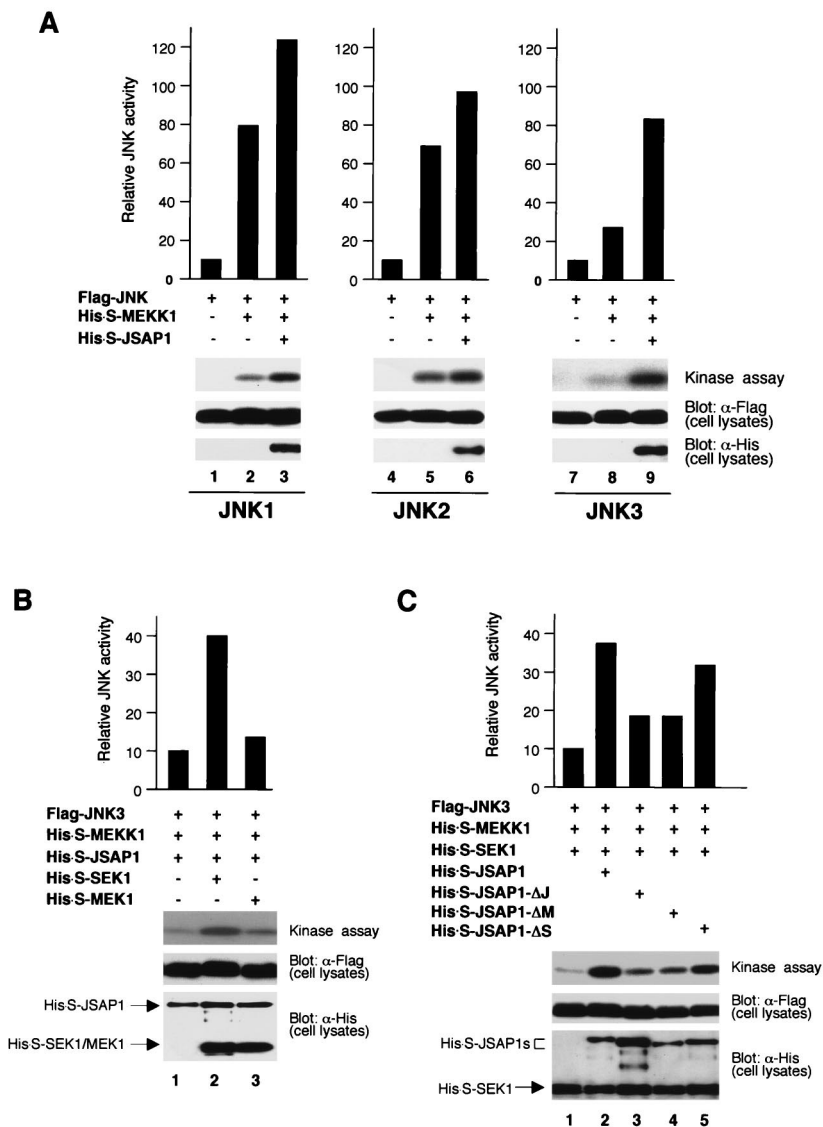 A
Relative JNK activity
120
100
80
60
40
20
0
120
100
80
60
40
20
0
120
100
80
60
40
20
0
Flag-JNK + + + + + + + + +
His·S-MEKK1 - + + - + + - + +
His·S-JSAP1 - - + - - + - - +
Kinase assay
Blot: α-Flag
(cell lysates)
Blot: α-His
(cell lysates)
1 2 3 4 5 6 7 8 9
JNK1 JNK2 JNK3
B
Relative JNK activity
40
30
20
10
0
Flag-JNK3 + + +
His·S-MEKK1 + + +
His·S-JSAP1 + + +
His·S-SEK1 - + -
His·S-MEK1 - - +
Kinase assay
Blot: α-Flag
(cell lysates)
His·S-JSAP1
Blot: α-His
(cell lysates)
His·S-SEK1/MEK1
1 2 3
C
Relative JNK activity
40
30
20
10
0
Flag-JNK3 + + + + +
His·S-MEKK1 + + + + +
His·S-SEK1 + + + + +
His·S-JSAP1 +
His·S-JSAP1-ΔJ +
His·S-JSAP1-ΔM +
His·S-JSAP1-ΔS +
Kinase assay
Blot: α-Flag
(cell lysates)
His·S-JSAP1s
Blot: α-His
(cell lysates)
His·S-SEK1
1 2 3 4 5